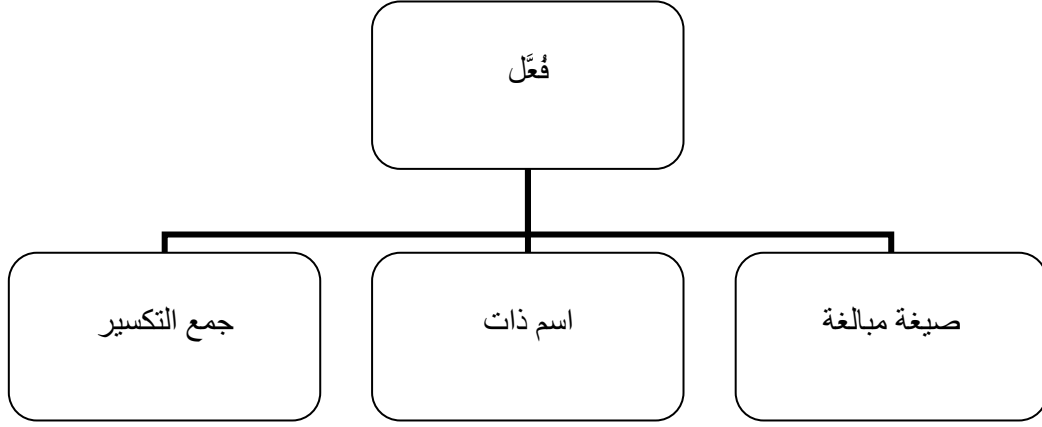 فُعَّل
صيغة مبالغة
اسم ذات
جمع التكسير